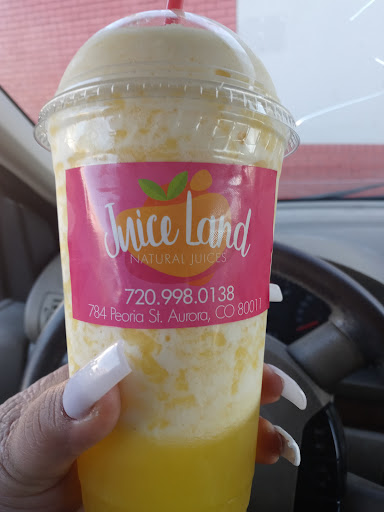 Juice Land
NATURAL JUICES
720.998.0138
784 Peoria St. Aurora, CO 80011